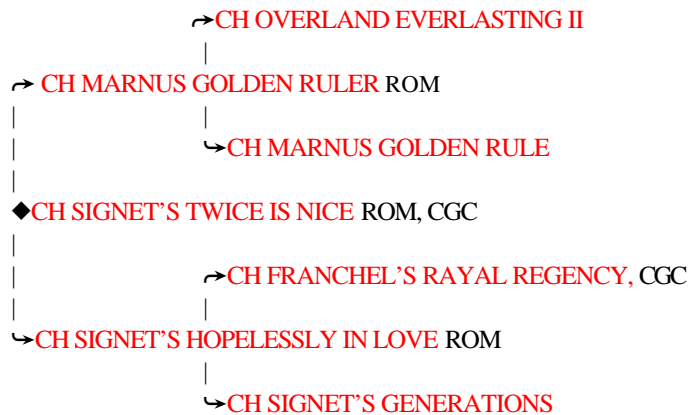 CH OVERLAND EVERLASTING II
CH MARNUS GOLDEN RULER ROM
CH MARNUS GOLDEN RULE
CH SIGNET’S TWICE IS NICE ROM, CGC
CH FRANCHEL’S RAYAL REGENCY, CGC
CH SIGNET’S HOPELESSLY IN LOVE ROM
CH SIGNET’S GENERATIONS